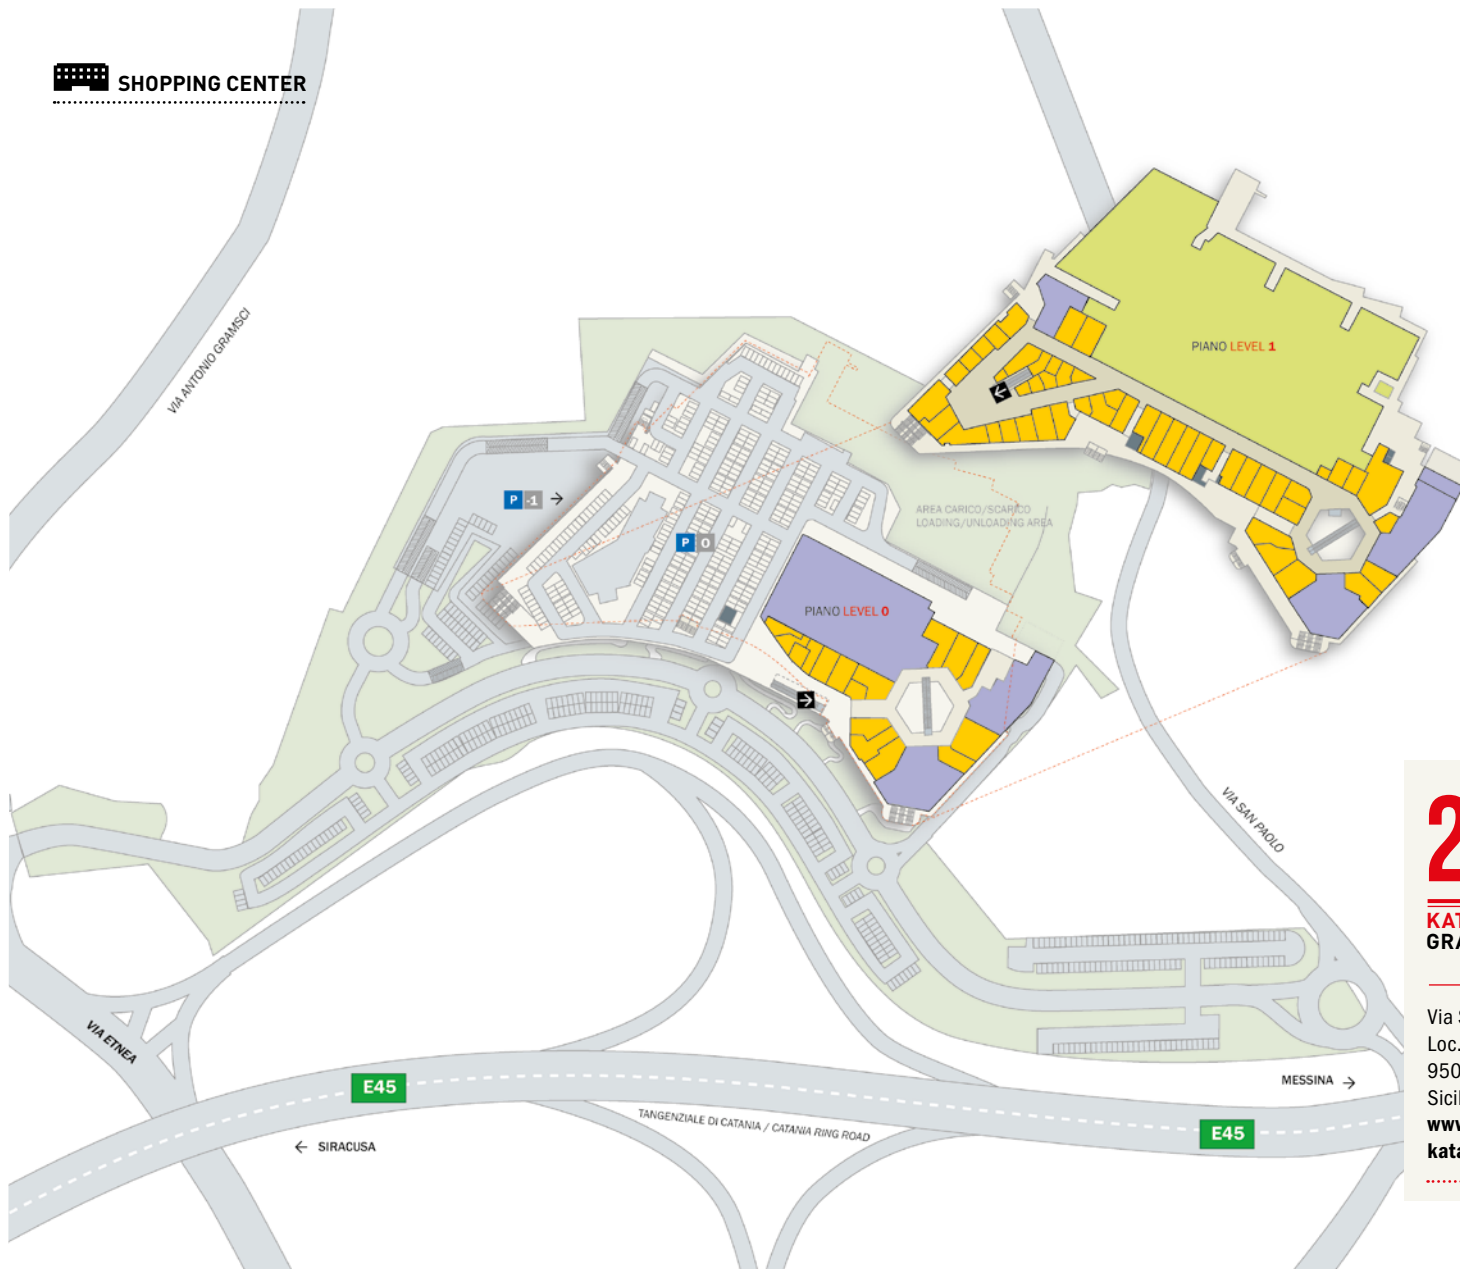 SHOPPING CENTER
VIA ANTONIO GRAMSCI
PIANO LEVEL 1
P -1
P 0
AREA CARICO/SCARICO
LOADING/UNLOADING AREA
PIANO LEVEL 0
VIA SAN PAOLO
2
KAT
GRA
Via S
Loc.
950
Sicil
www
kata
VIA ETNEA
E45
MESSINA
TANGENZIALE DI CATANIA / CATANIA RING ROAD
E45
SIRACUSA